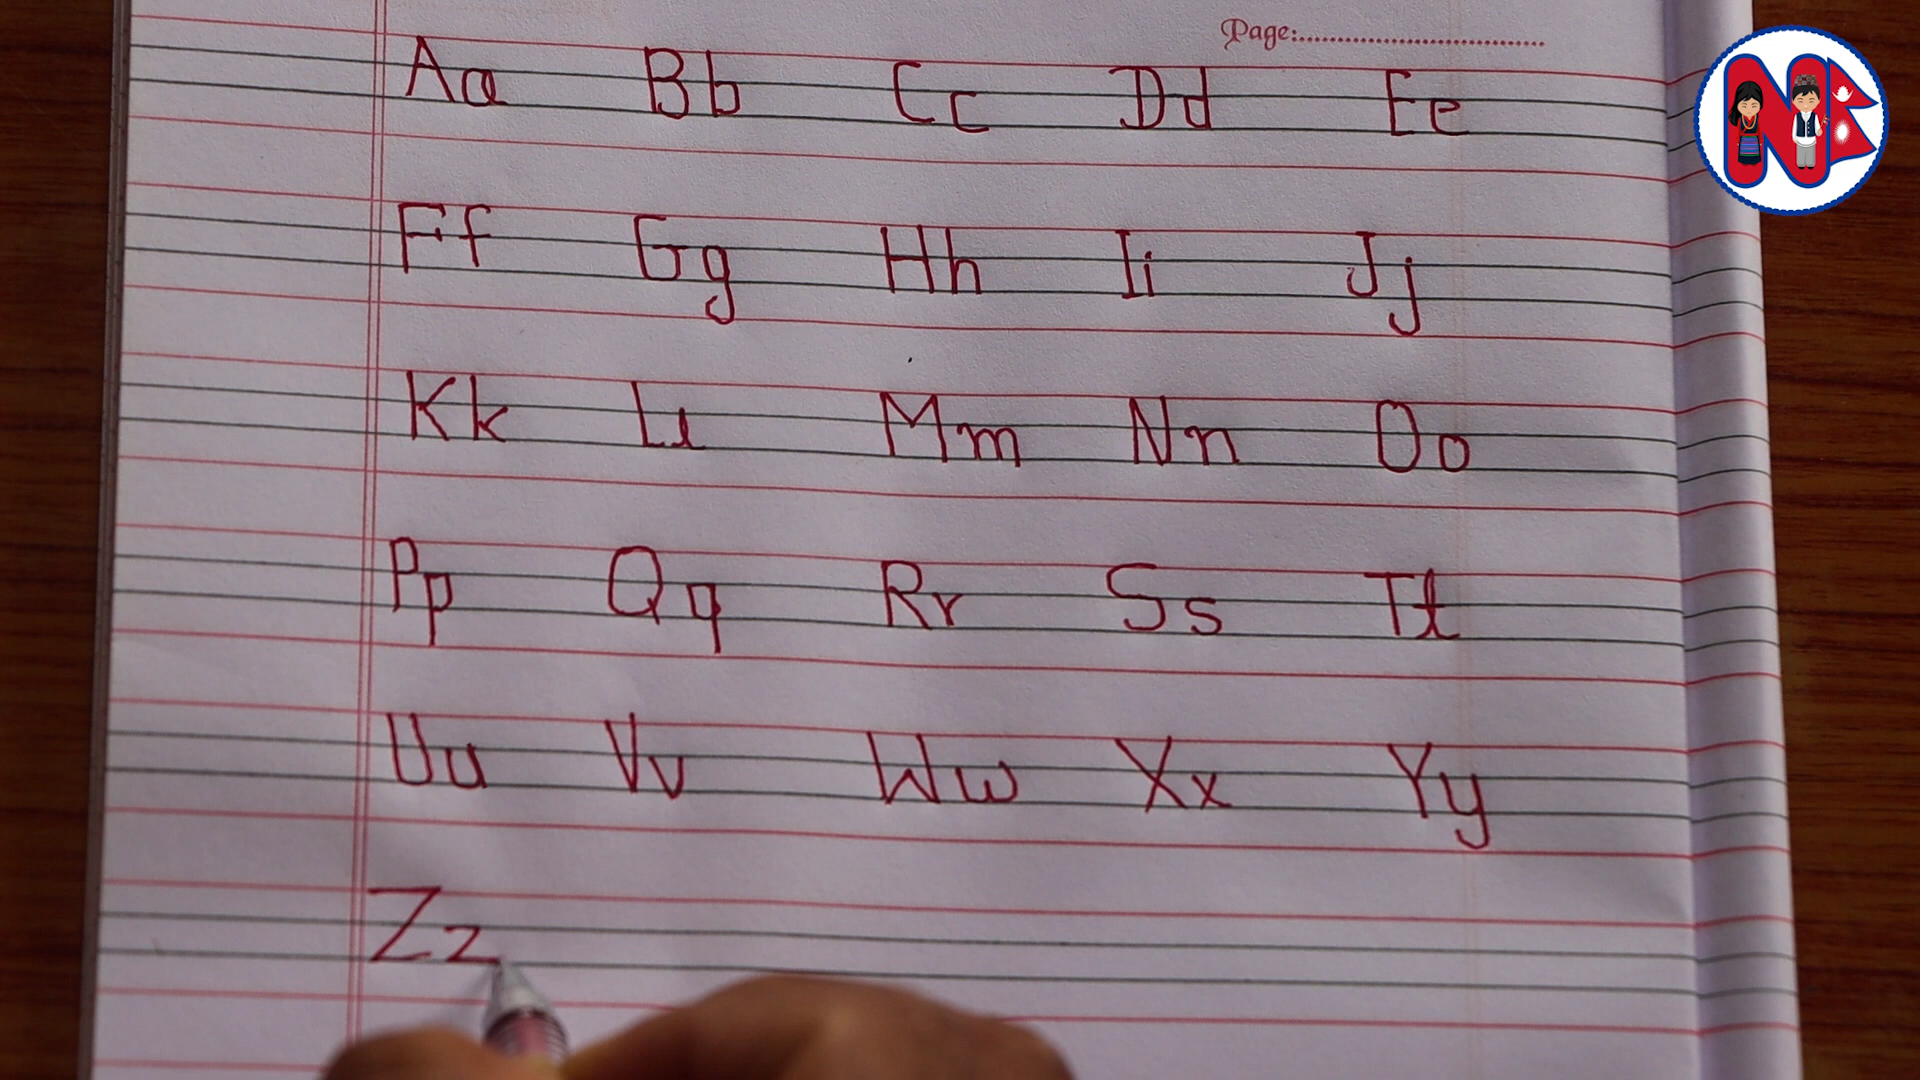 Page:
Aa Bb Cc Dd Ee
Ff Gg Hh Ii Jj
Kk Ll Mm Nn Oo
Pp Qq Rr Ss Tt
Uu Vv Ww Xx Yy
Zz